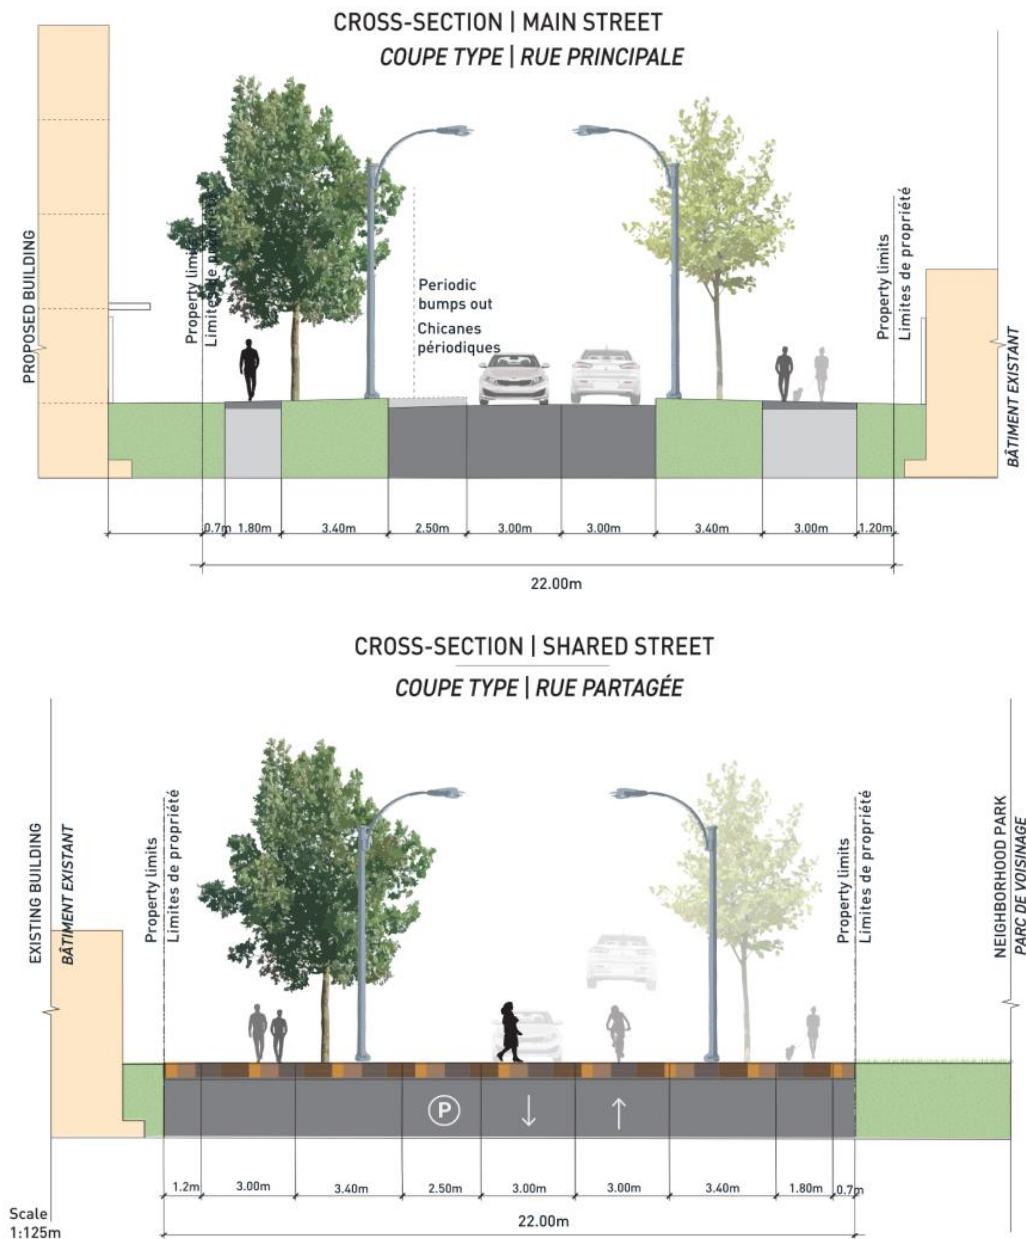 CROSS-SECTION | MAIN STREET
COUPE TYPE | RUE PRINCIPALE
PROPOSED BUILDING
Property limits
Limites de propriété
Periodic
bumps out
Chicanes
périodiques
Property limits
Limites de propriété
BÂTIMENT EXISTANT
0.7m 1.80m 3.40m 2.50m 3.00m 3.00m 3.40m 3.00m 1.20m
22.00m
CROSS-SECTION | SHARED STREET
COUPE TYPE | RUE PARTAGÉE
EXISTING BUILDING
BÂTIMENT EXISTANT
Property limits
Limites de propriété
Property limits
Limites de propriété
NEIGHBORHOOD PARK
PARC DE VOISINAGE
P
1.2m 3.00m 3.40m 2.50m 3.00m 3.00m 3.40m 1.80m 0.7m
22.00m
Scale
1:125m